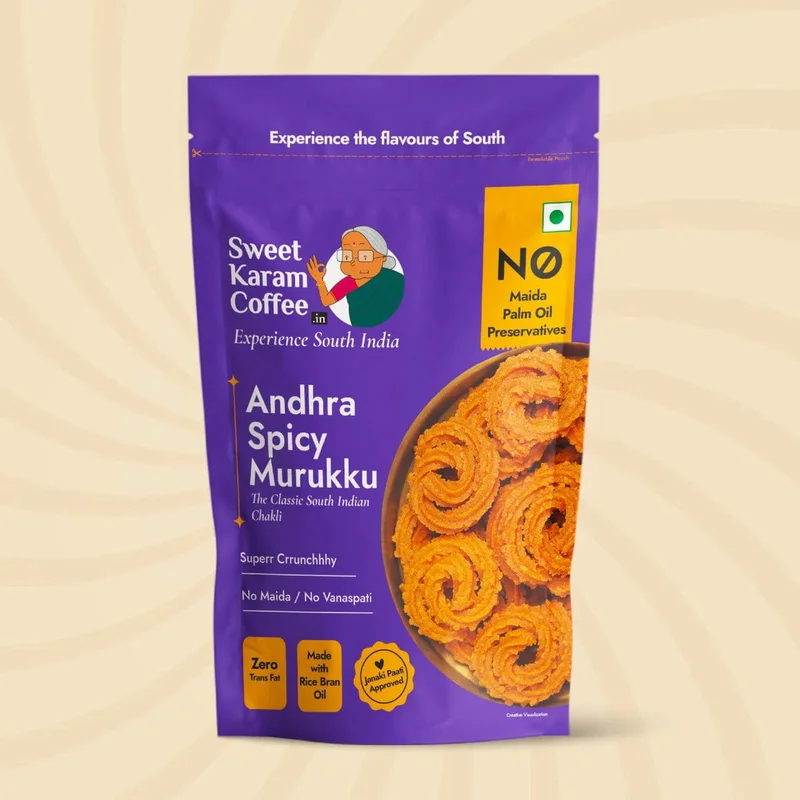 Experience the flavours of South
Resealable Pouch
Sweet
Karam
Coffee
.in
Experience South India
NO
Maida
Palm Oil
Preservatives
Andhra
Spicy
Murukku
The Classic South Indian
Chakli
Superr Crrunchhhy
No Maida / No Vanaspati
Zero
Trans Fat
Made
with
Rice Bran
Oil
Janaki Paati
Approved
Creative Visualization